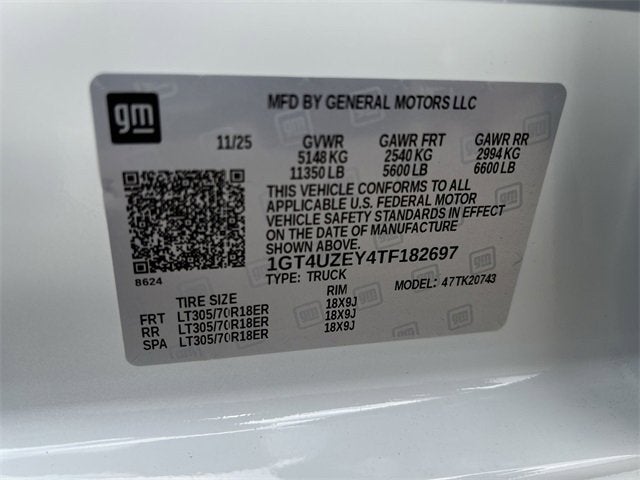 gm
MFD BY GENERAL MOTORS LLC
11/25 GVWR GAWR FRT GAWR RR
5148 KG 2540 KG 2994 KG
11350 LB 5600 LB 6600 LB
THIS VEHICLE CONFORMS TO ALL
APPLICABLE U.S. FEDERAL MOTOR
VEHICLE SAFETY STANDARDS IN EFFECT
ON THE DATE OF MANUFACTURE
SHOWN ABOVE.
1GT4UZEY4TF182697
B624
TYPE: TRUCK MODEL: 47TK20743
TIRE SIZE RIM
FRT LT305/70R18ER 18X9J
RR LT305/70R18ER 18X9J
SPA LT305/70R18ER 18X9J